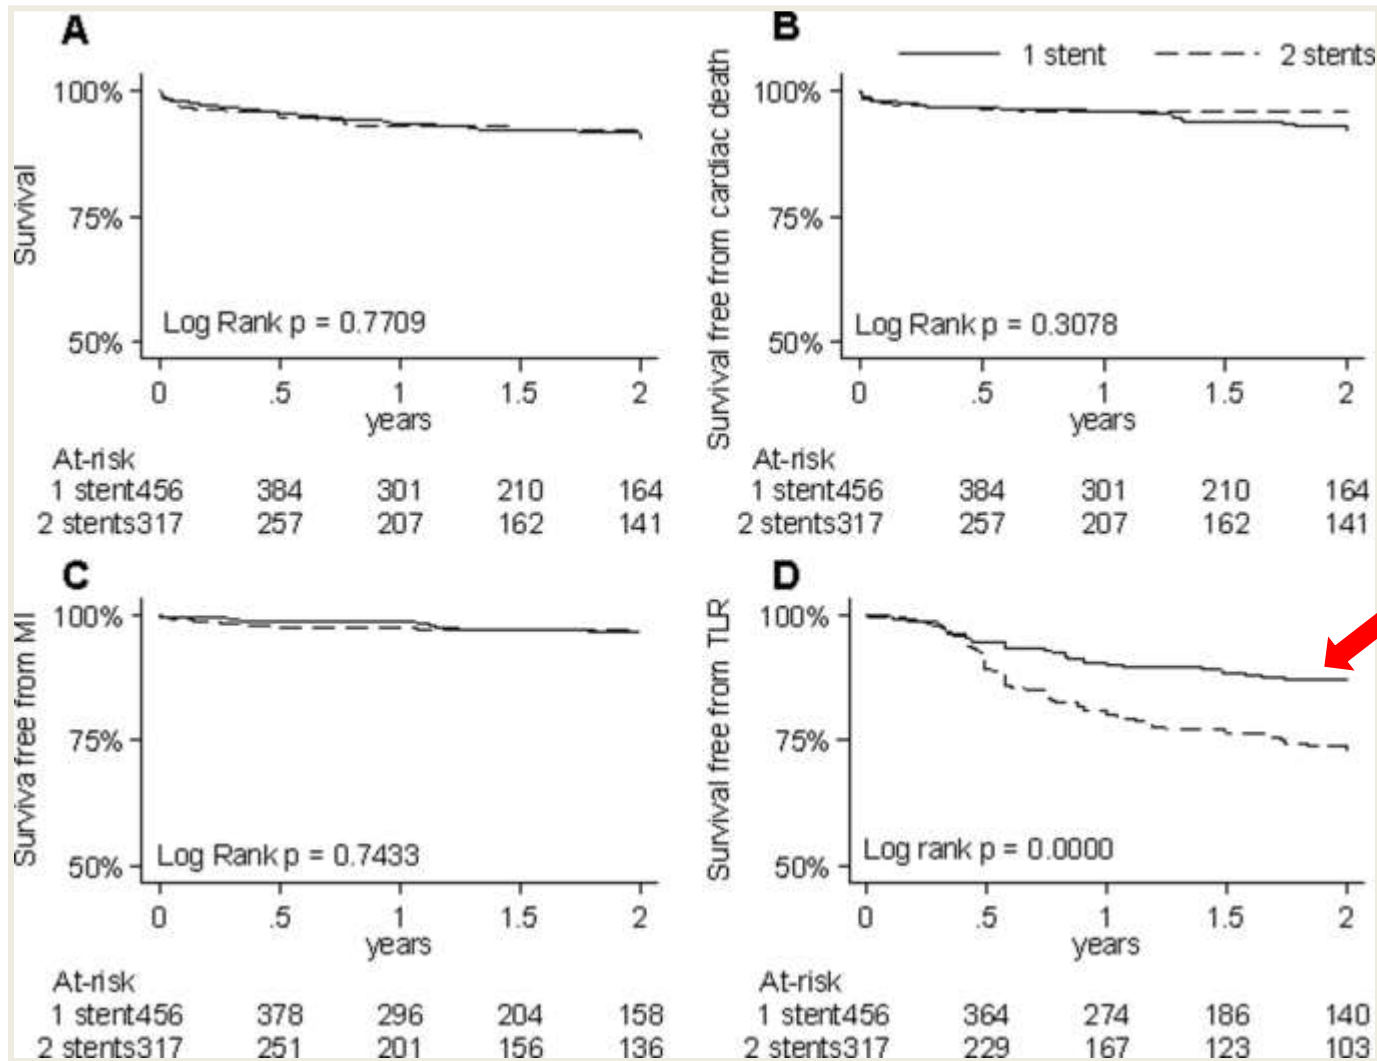 A
Survival
100%
75%
50%
Log Rank p = 0.7709
0 .5 1 1.5 2
years
At-risk
1 stent456 384 301 210 164
2 stents317 257 207 162 141
B
1 stent 2 stents
Survival free from cardiac death
100%
75%
50%
Log Rank p = 0.3078
0 .5 1 1.5 2
years
At-risk
1 stent456 384 301 210 164
2 stents317 257 207 162 141
C
Surviva free from MI
100%
75%
50%
Log Rank p = 0.7433
0 .5 1 1.5 2
years
At-risk
1 stent456 378 296 204 158
2 stents317 251 201 156 136
D
Survival free from TLR
100%
75%
50%
Log rank p = 0.0000
0 .5 1 1.5 2
years
At-risk
1 stent456 364 274 186 140
2 stents317 229 167 123 103